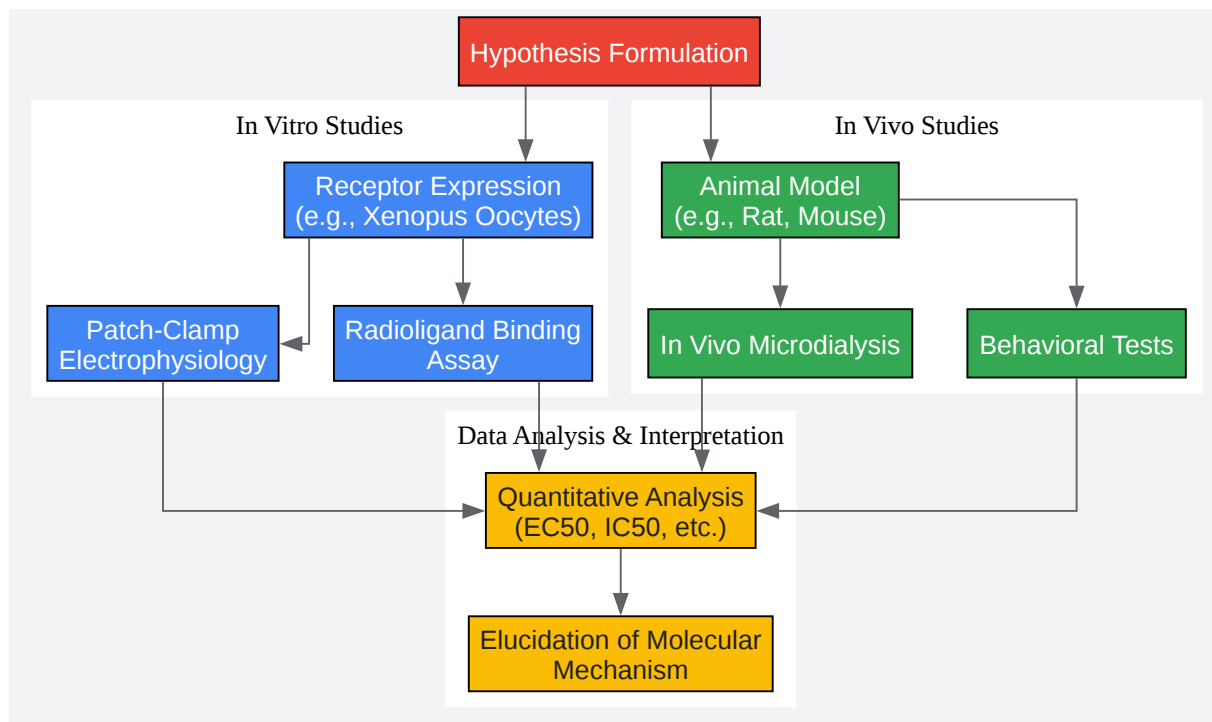 Hypothesis Formulation
In Vitro Studies
In Vivo Studies
Receptor Expression
(e.g., Xenopus Oocytes)
Animal Model
(e.g., Rat, Mouse)
Patch-Clamp
Electrophysiology
Radioligand Binding
Assay
In Vivo Microdialysis
Behavioral Tests
Data Analysis & Interpretation
Quantitative Analysis
(EC50, IC50, etc.)
Elucidation of Molecular
Mechanism